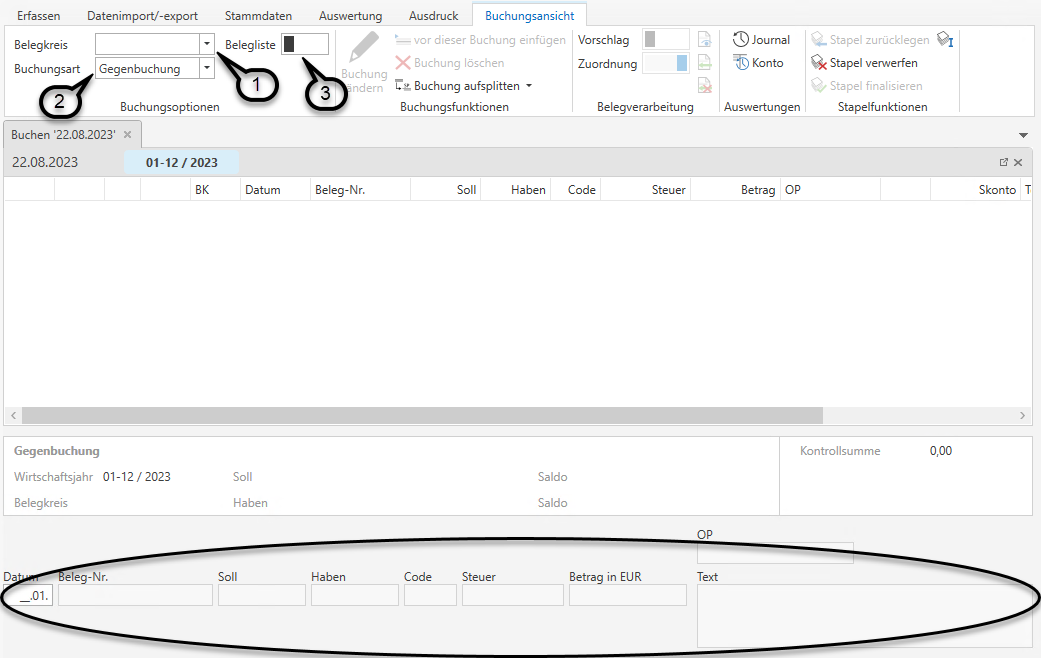 Erfassen Datenimport/-export Stammdaten Auswertung Ausdruck Buchungsansicht
Belegkreis Belegliste vor dieser Buchung einfügen Vorschlag Journal Stapel zurücklegen
Buchungsart Gegenbuchung Buchung ändern Buchung löschen Zuordnung Konto Stapel verwerfen
1
2
3
Buchung aufsplitten Stapel finalisieren
Buchungsoptionen Buchungsfunktionen Belegverarbeitung Auswertungen Stapelfunktionen
Buchen '22.08.2023'
22.08.2023 01-12 / 2023
BK Datum Beleg-Nr. Soll Haben Code Steuer Betrag OP Skonto T
Gegenbuchung Kontrollsumme 0,00
Wirtschaftsjahr 01-12 / 2023 Soll Saldo
Belegkreis Haben Saldo
OP
Datum Beleg-Nr. Soll Haben Code Steuer Betrag in EUR Text
__.01.